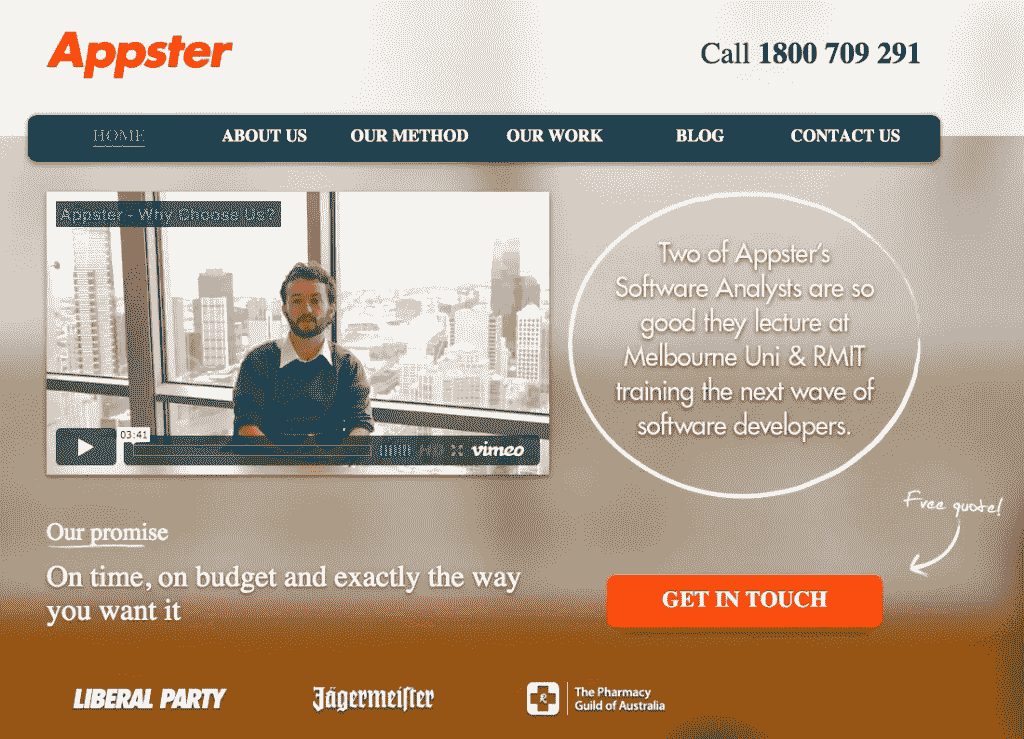 Appster
Call 1800 709 291
HOME ABOUT US OUR METHOD OUR WORK BLOG CONTACT US
Appster - Why Choose Us?
03:41
vimeo
Two of Appster's
Software Analysts are so
good they lecture at
Melbourne Uni & RMIT
training the next wave of
software developers.
Free quote!
Our promise
On time, on budget and exactly the way
you want it
GET IN TOUCH
LIBERAL PARTY
Jägermeister
The Pharmacy
Guild of Australia